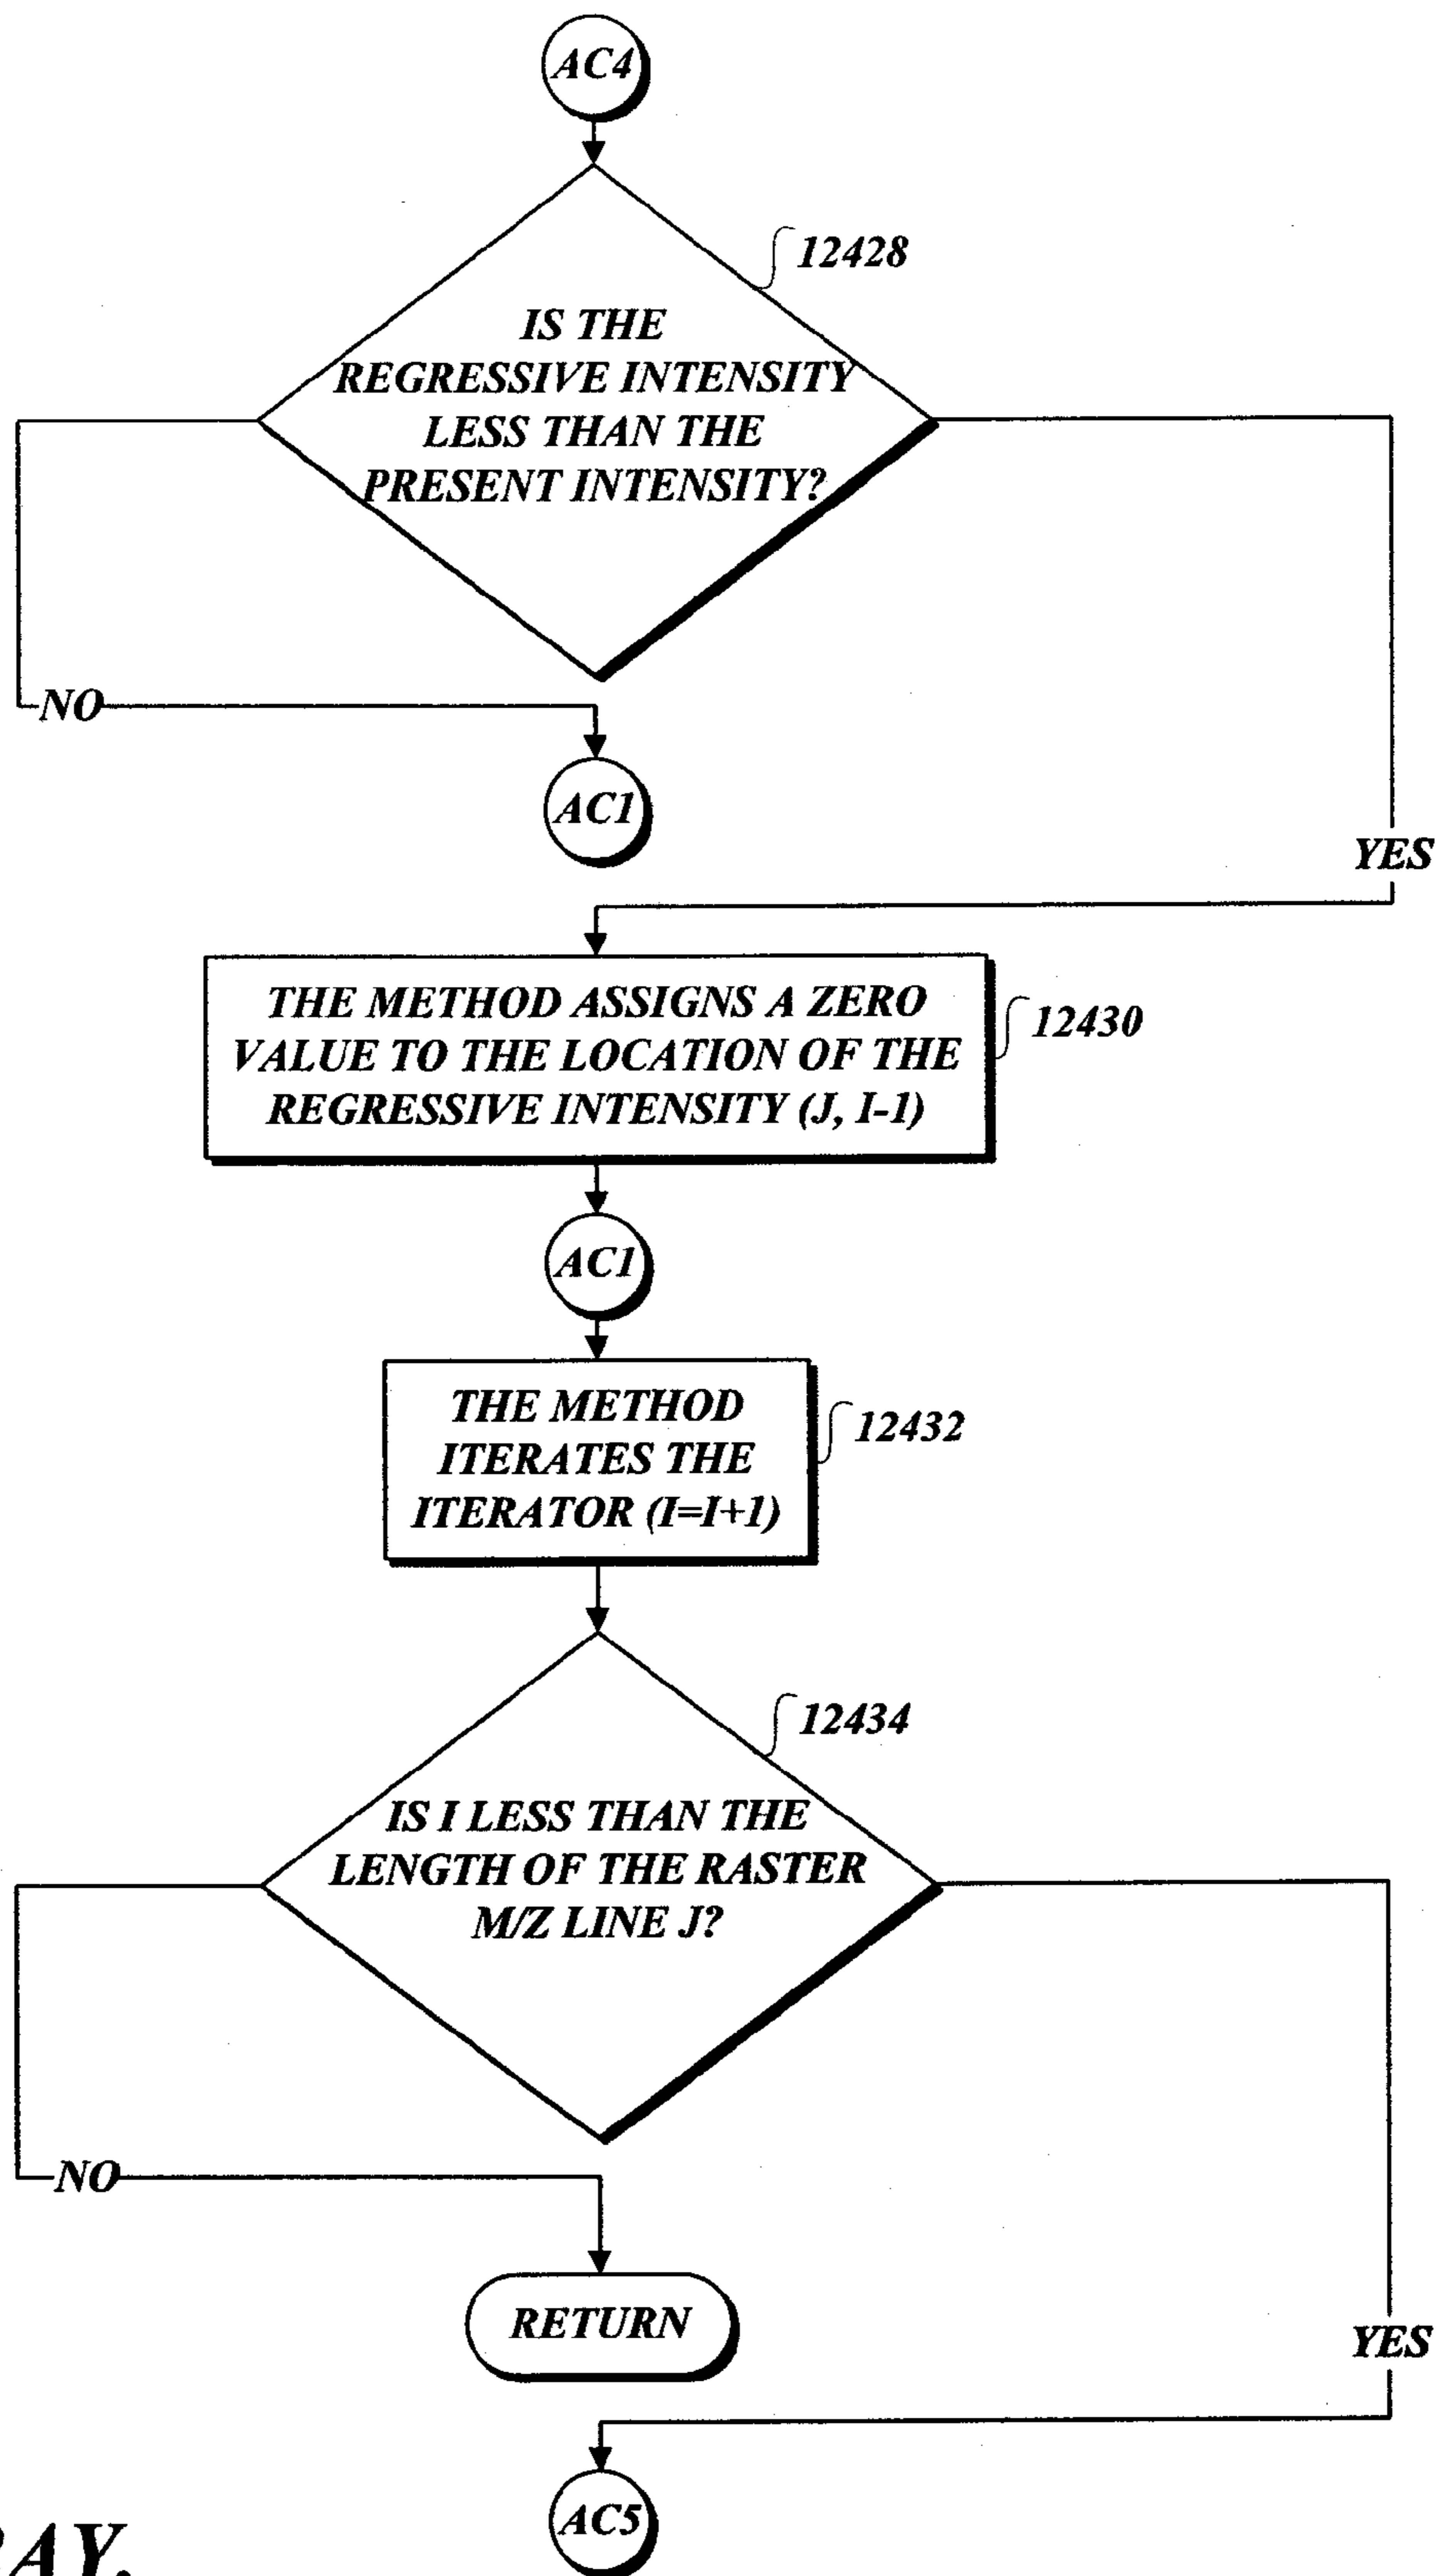 AC4
12428
IS THE
REGRESSIVE INTENSITY
LESS THAN THE
PRESENT INTENSITY?
NO
AC1
YES
THE METHOD ASSIGNS A ZERO
VALUE TO THE LOCATION OF THE
REGRESSIVE INTENSITY (J, I-1)
12430
AC1
THE METHOD
ITERATES THE
ITERATOR (I=I+1)
12432
12434
IS I LESS THAN THE
LENGTH OF THE RASTER
M/Z LINE J?
NO
RETURN
YES
AC5